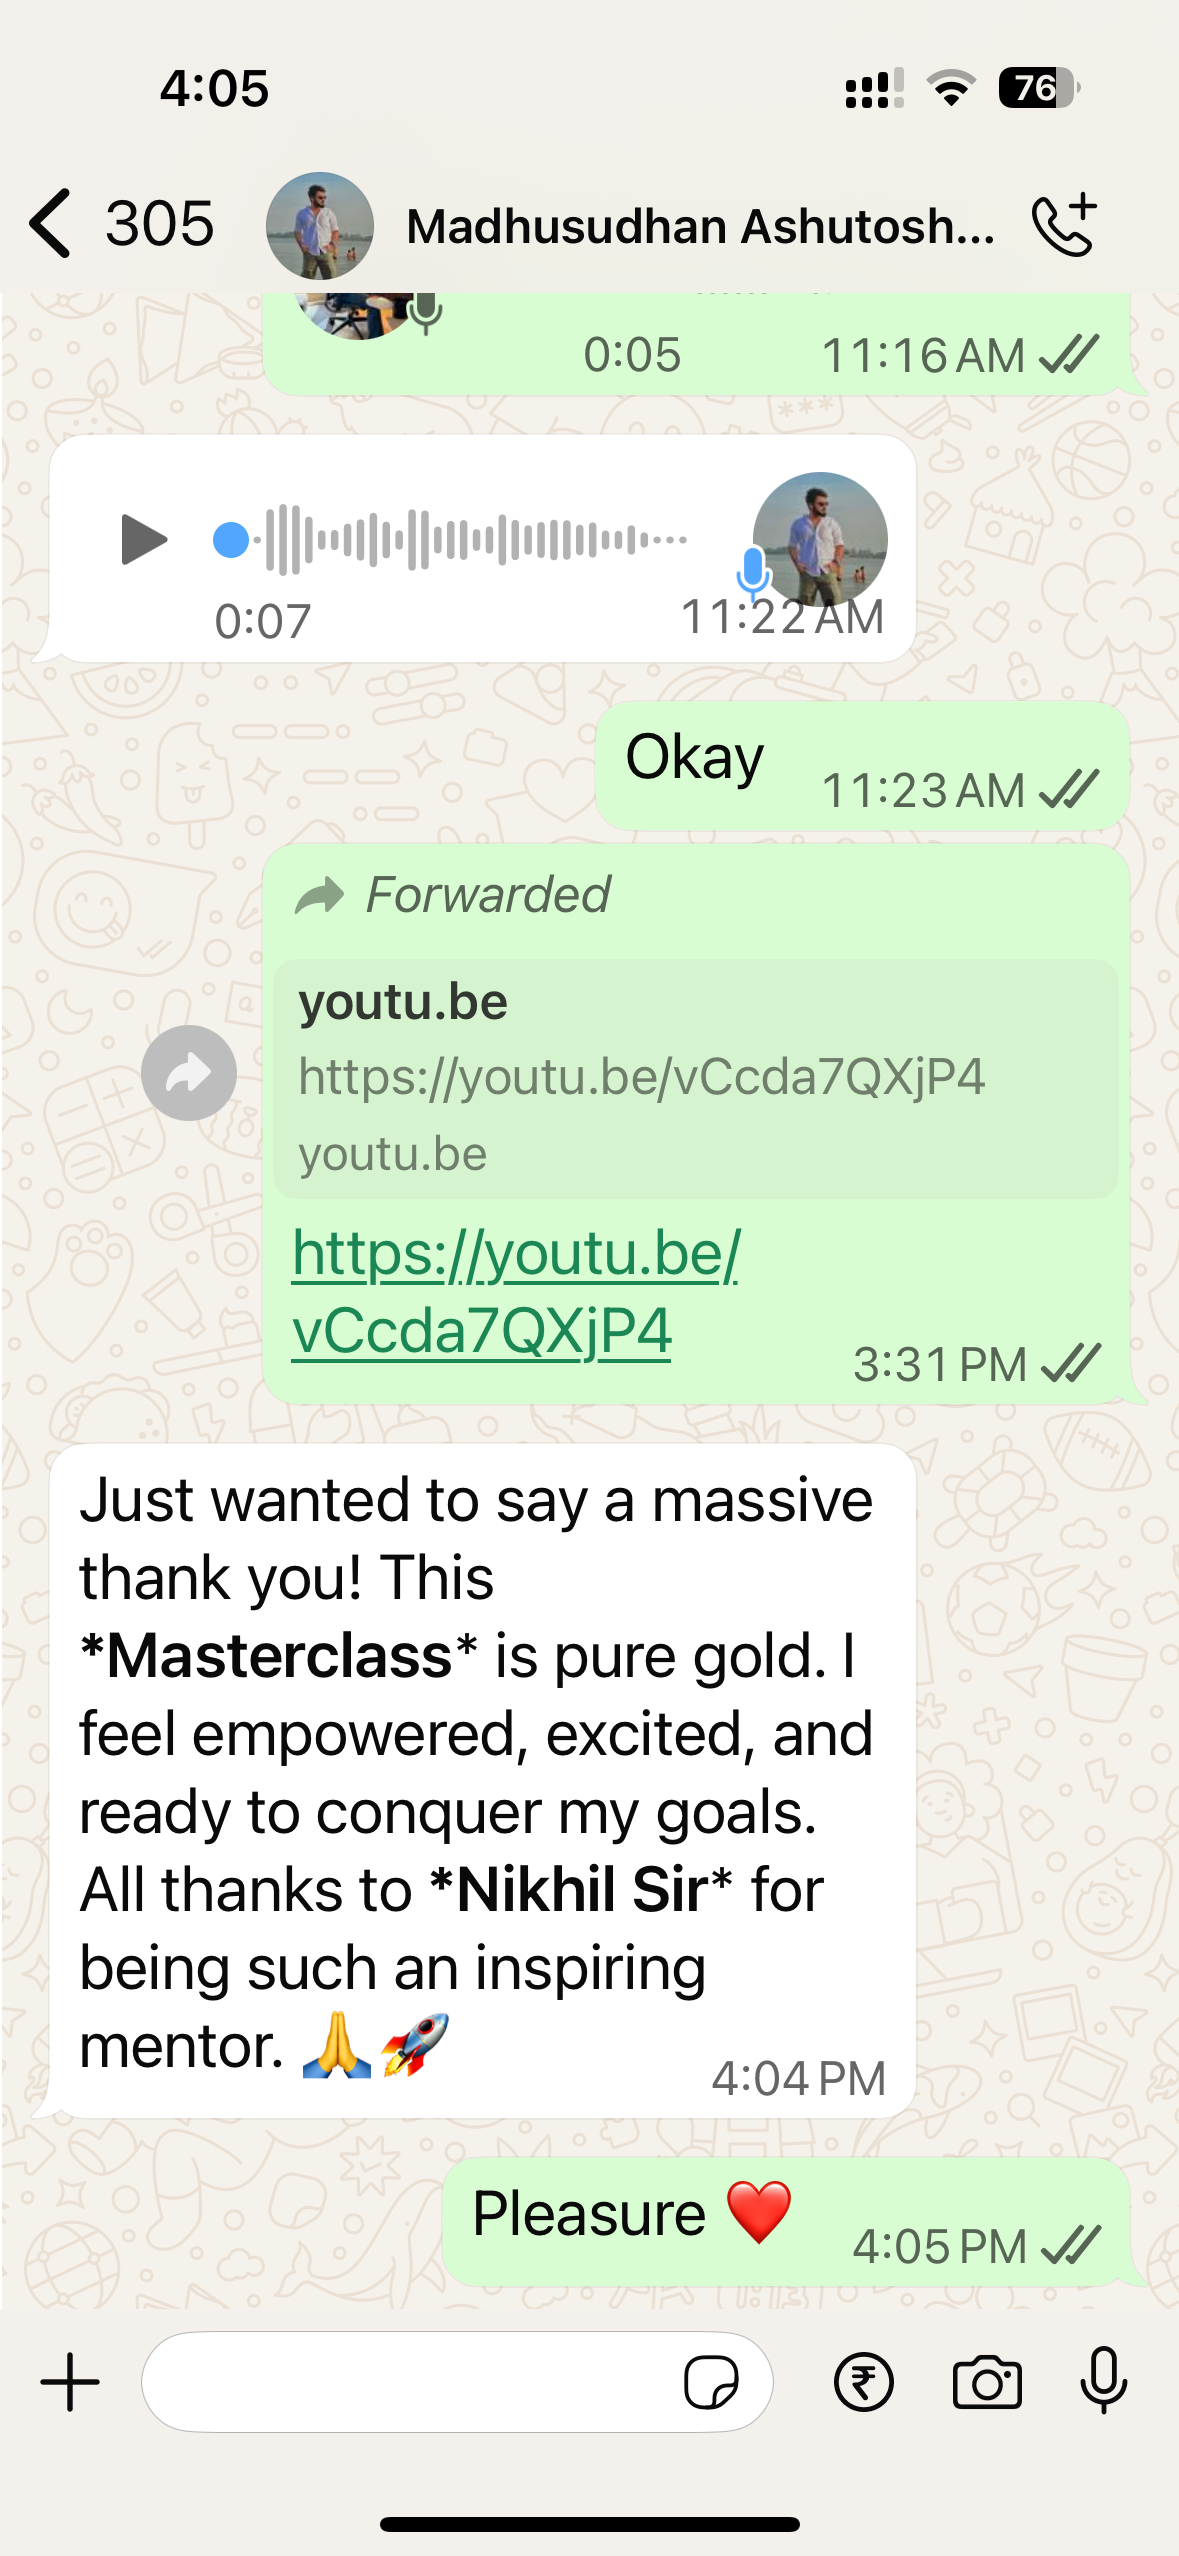 4:05
76
305
Madhusudhan Ashutosh...
0:05
11:16 AM
0:07
11:22 AM
Okay
11:23 AM
Forwarded
youtu.be
https://youtu.be/vCcda7QXjP4
youtu.be
https://youtu.be/
vCcda7QXjP4
3:31 PM
Just wanted to say a massive
thank you! This
*Masterclass* is pure gold. I
feel empowered, excited, and
ready to conquer my goals.
All thanks to *Nikhil Sir* for
being such an inspiring
mentor. 🙏🚀
4:04 PM
Pleasure ❤️
4:05 PM